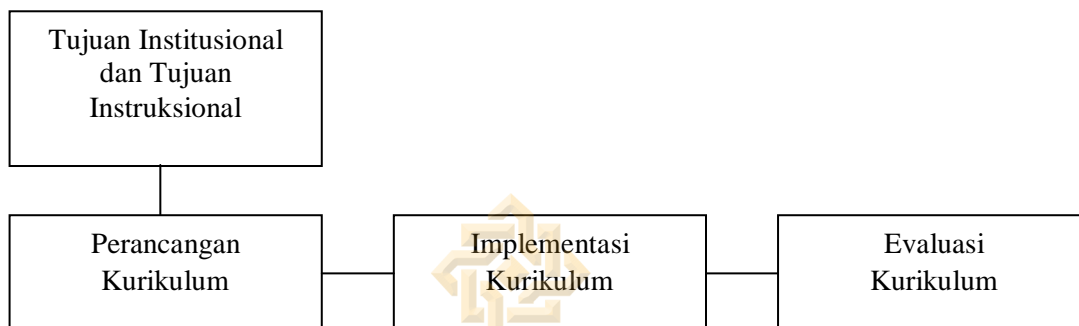 Tujuan Institusional
dan Tujuan
Instruksional
Perancangan
Kurikulum
Implementasi
Kurikulum
Evaluasi
Kurikulum